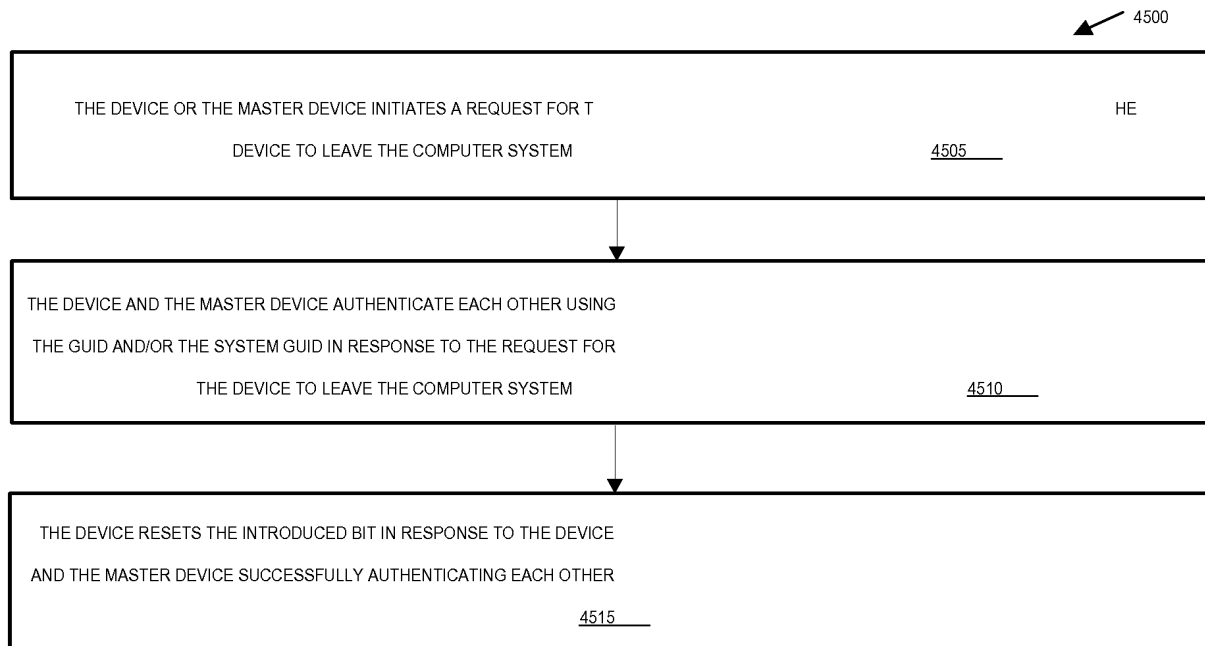 4500
THE DEVICE OR THE MASTER DEVICE INITIATES A REQUEST FOR T HE
DEVICE TO LEAVE THE COMPUTER SYSTEM 4505
THE DEVICE AND THE MASTER DEVICE AUTHENTICATE EACH OTHER USING
THE GUID AND/OR THE SYSTEM GUID IN RESPONSE TO THE REQUEST FOR
THE DEVICE TO LEAVE THE COMPUTER SYSTEM 4510
THE DEVICE RESETS THE INTRODUCED BIT IN RESPONSE TO THE DEVICE
AND THE MASTER DEVICE SUCCESSFULLY AUTHENTICATING EACH OTHER
4515